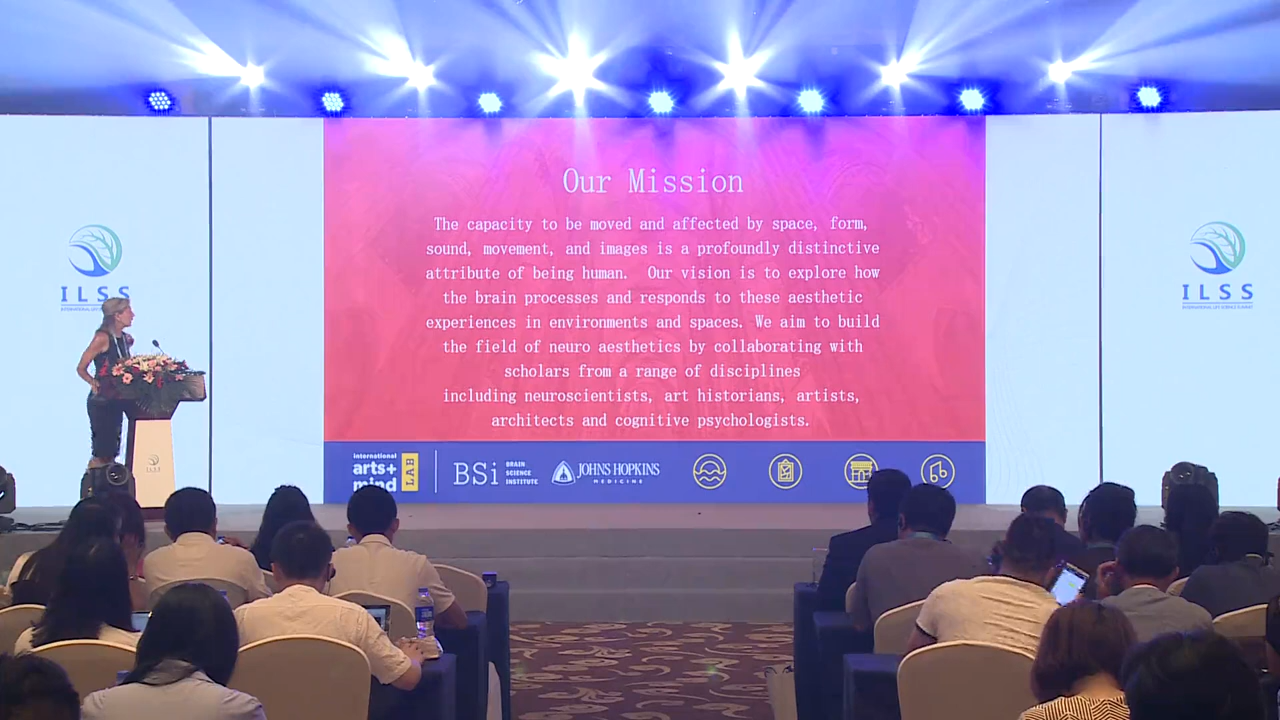 Our Mission
The capacity to be moved and affected by space, form,
sound, movement, and images is a profoundly distinctive
attribute of being human. Our vision is to explore how
the brain processes and responds to these aesthetic
experiences in environments and spaces. We aim to build
the field of neuro aesthetics by collaborating with
scholars from a range of disciplines
including neuroscientists, art historians, artists,
architects and cognitive psychologists.
international
arts+
mind
LAB
BSi
BRAIN
SCIENCE
INSTITUTE
JOHNS HOPKINS
MEDICINE
ILSS
ILSS
INTERNATIONAL LIFE SCIENCE SUMMIT